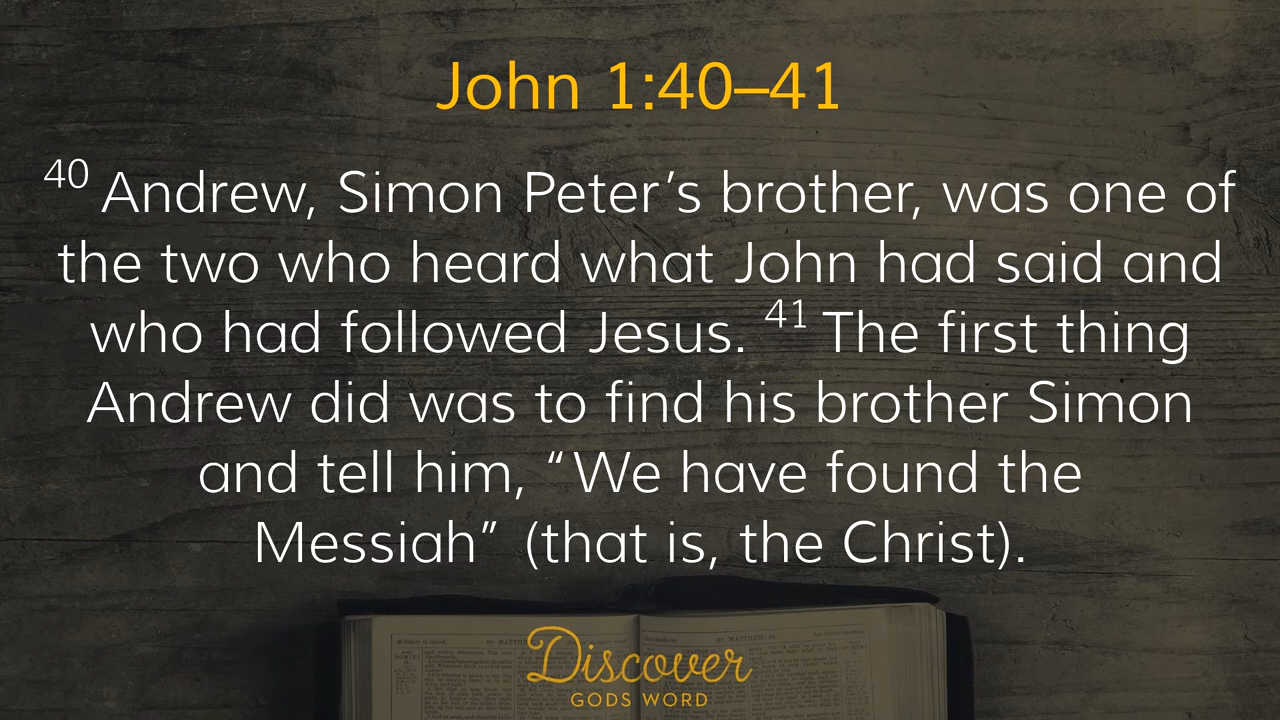 John 1:40–41
40 Andrew, Simon Peter’s brother, was one of
the two who heard what John had said and
who had followed Jesus. 41 The first thing
Andrew did was to find his brother Simon
and tell him, “We have found the
Messiah” (that is, the Christ).
Discover
GODS WORD